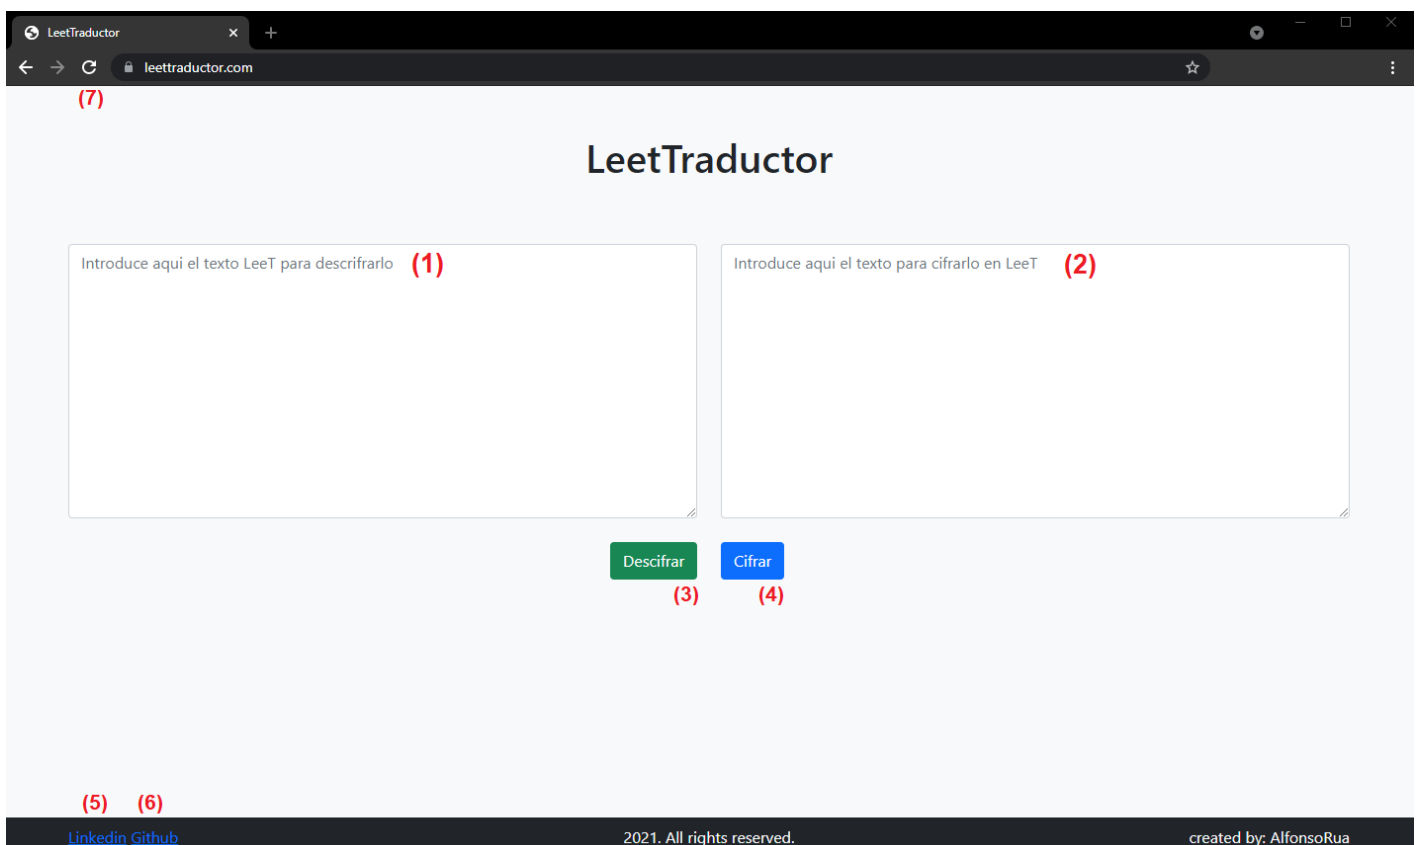 LeetTraductor
leettraductor.com
(7)
LeetTraductor
Introduce aqui el texto LeeT para descrifrarlo (1)
Introduce aqui el texto para cifrarlo en LeeT (2)
Descifrar Cifrar
(3) (4)
(5) (6)
Linkedin Github 2021. All rights reserved. created by: AlfonsoRua